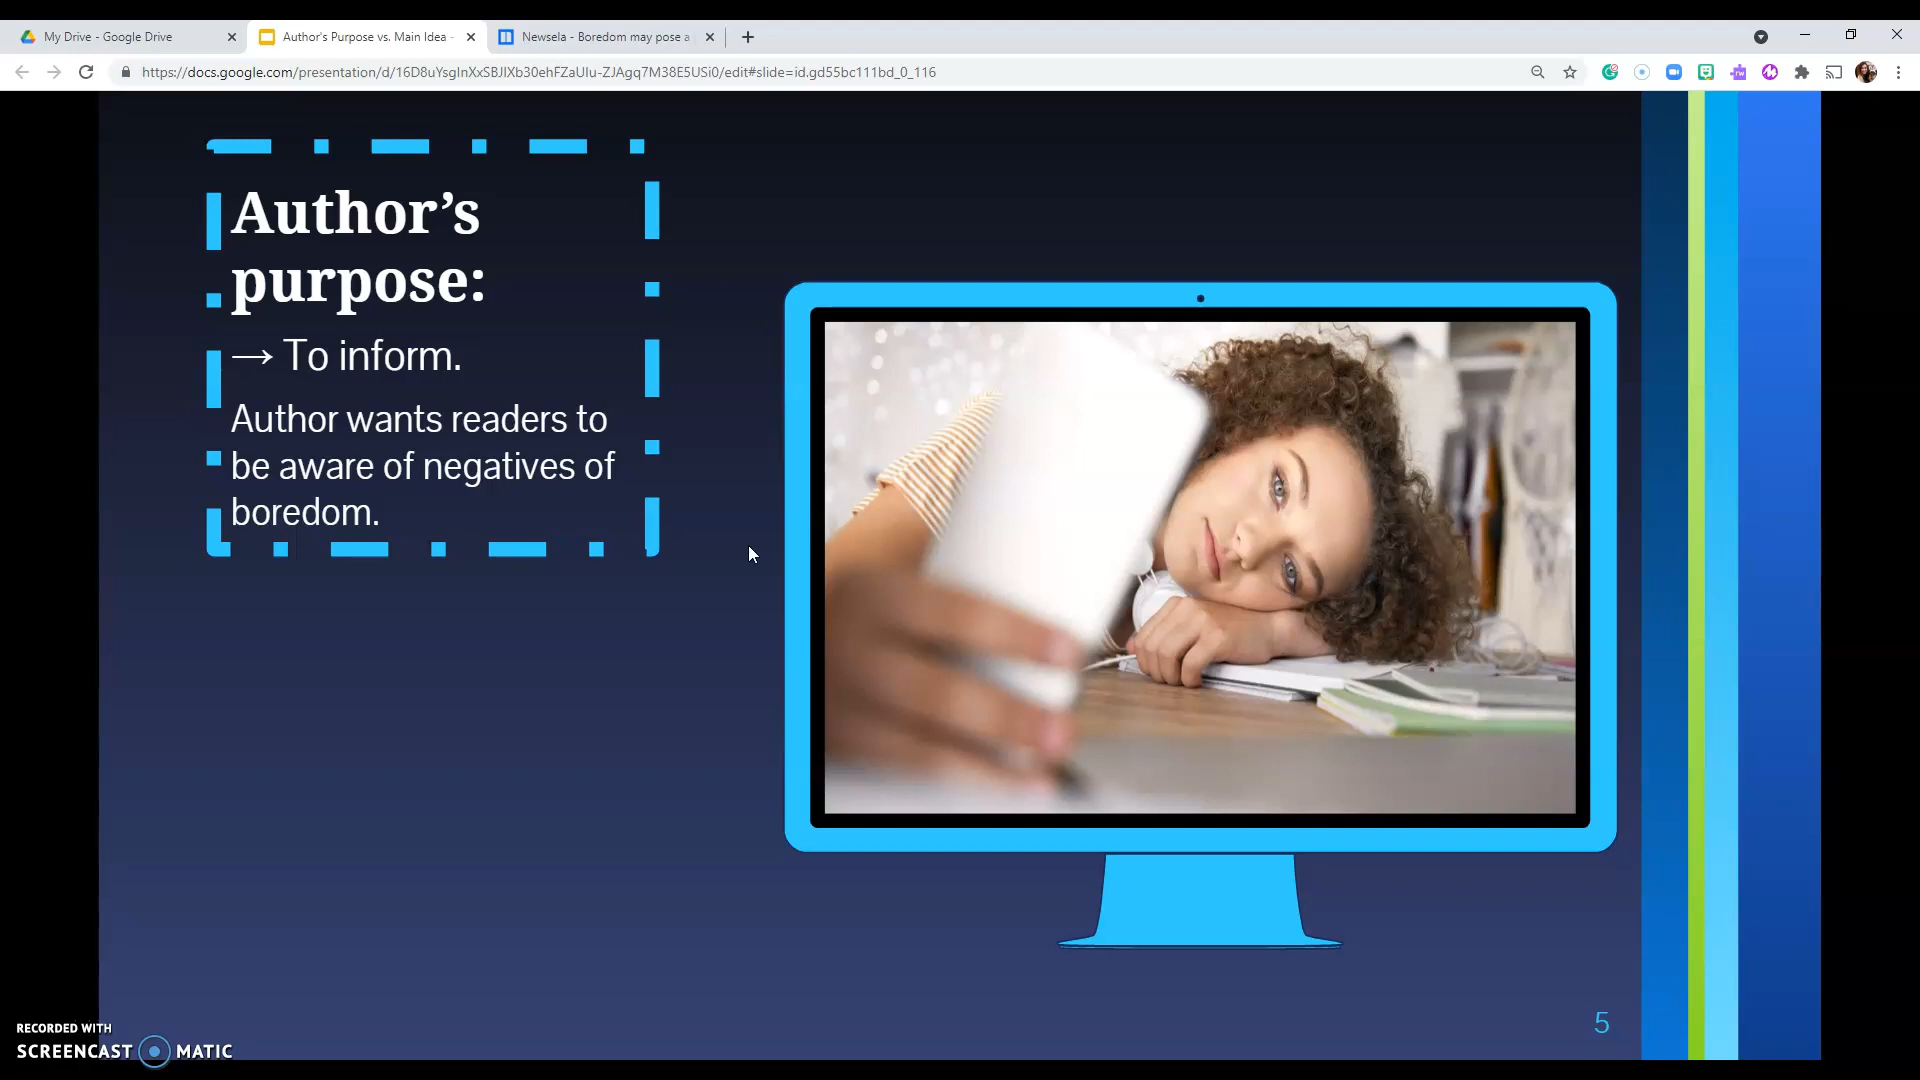 My Drive - Google Drive
Author's Purpose vs. Main Idea -
Newsela - Boredom may pose a
https://docs.google.com/presentation/d/16D8uYsgInXxSBJIXb30ehFZaUIu-ZJAgq7M38E5USi0/edit#slide=id.gd55bc111bd_0_116
Author’s
purpose:
→ To inform.
Author wants readers to
be aware of negatives of
boredom.
5
RECORDED WITH
SCREENCAST MATIC